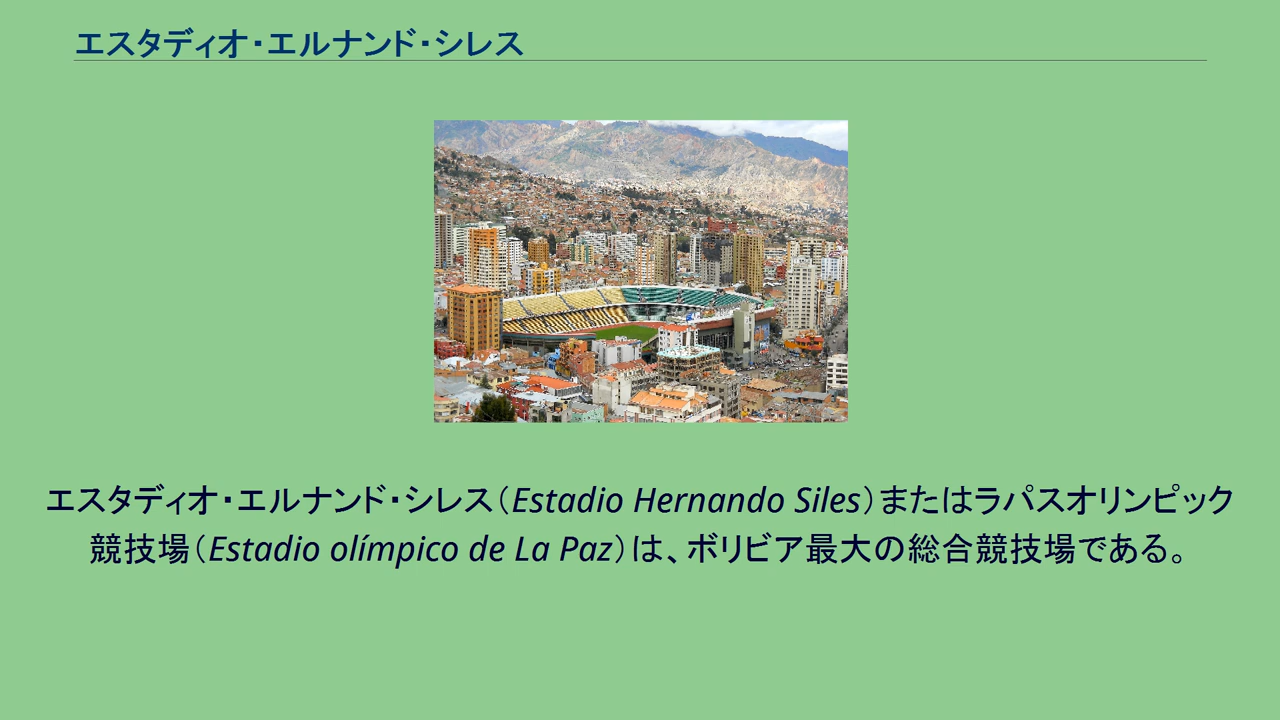 エスタディオ・エルナンド・シレス
エスタディオ・エルナンド・シレス（Estadio Hernando Siles）またはラパスオリンピック
競技場（Estadio olímpico de La Paz）は、ボリビア最大の総合競技場である。